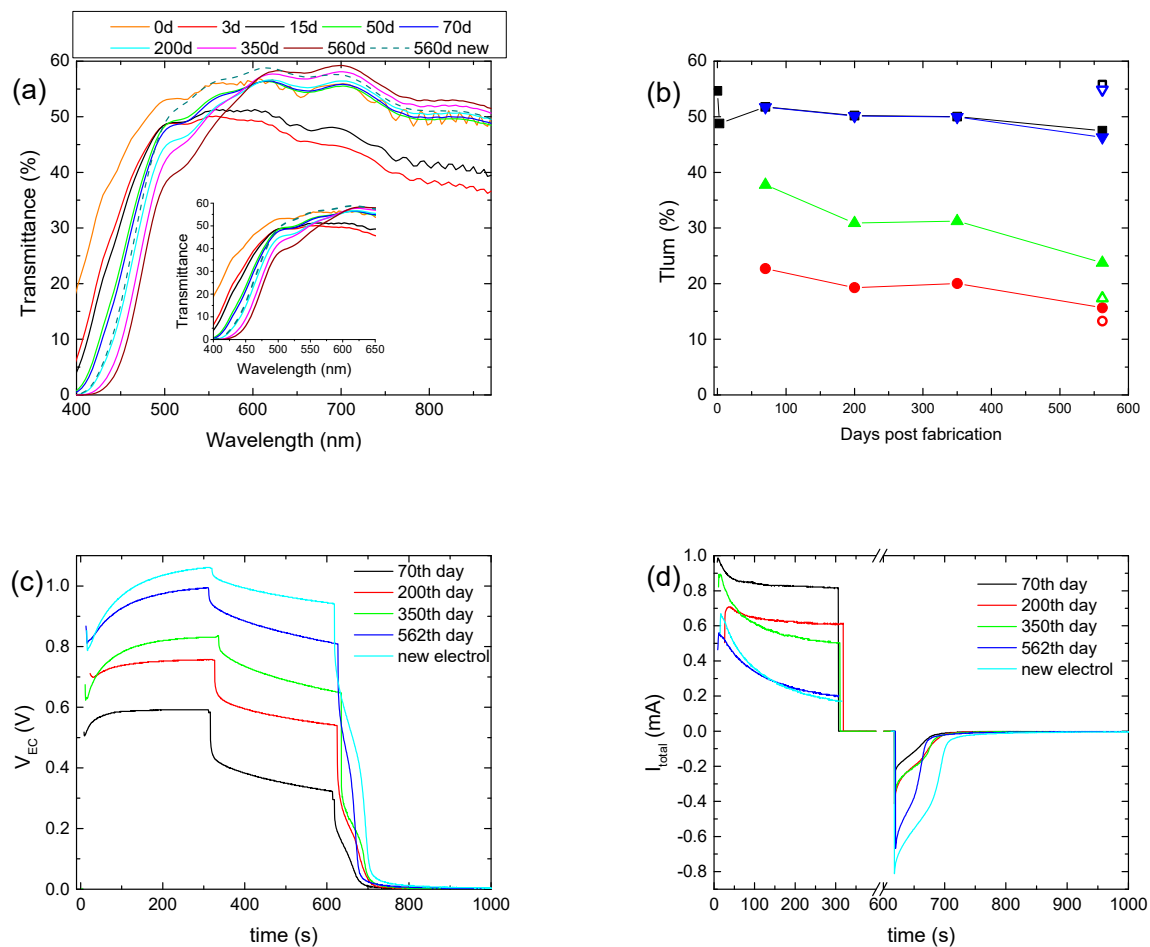 0d 3d 15d 50d 70d
200d 350d 560d 560d new
(a)
Transmittance (%)
60
50
40
30
20
10
0
400 500 600 700 800
Wavelength (nm)
Transmittance
60
50
40
30
20
10
0
400 450 500 550 600 650
Wavelength (nm)
(b)
Tlum (%)
60
50
40
30
20
10
0
0 100 200 300 400 500 600
Days post fabrication
(c)
V_EC (V)
1.0
0.8
0.6
0.4
0.2
0.0
0 200 400 600 800 1000
time (s)
70th day
200th day
350th day
562th day
new electrol
(d)
I_total (mA)
1.0
0.8
0.6
0.4
0.2
0.0
-0.2
-0.4
-0.6
-0.8
0 100 200 300 600 700 800 900 1000
time (s)
70th day
200th day
350th day
562th day
new electrol